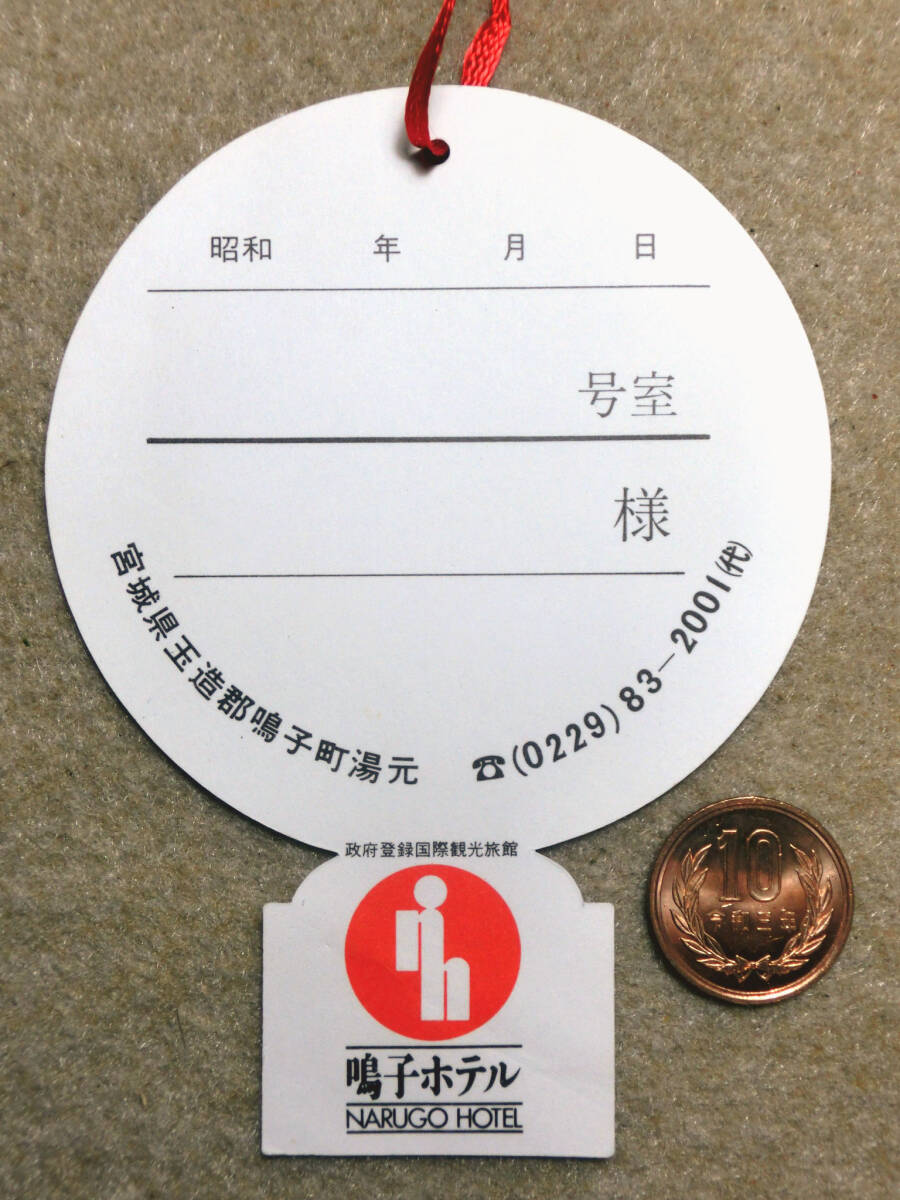 昭和 年 月 日
号室
様
宮城県玉造郡鳴子町湯元 ☎(0229)83-2001(代)
政府登録国際観光旅館
nh
鳴子ホテル
NARUGO HOTEL
10
令和三年